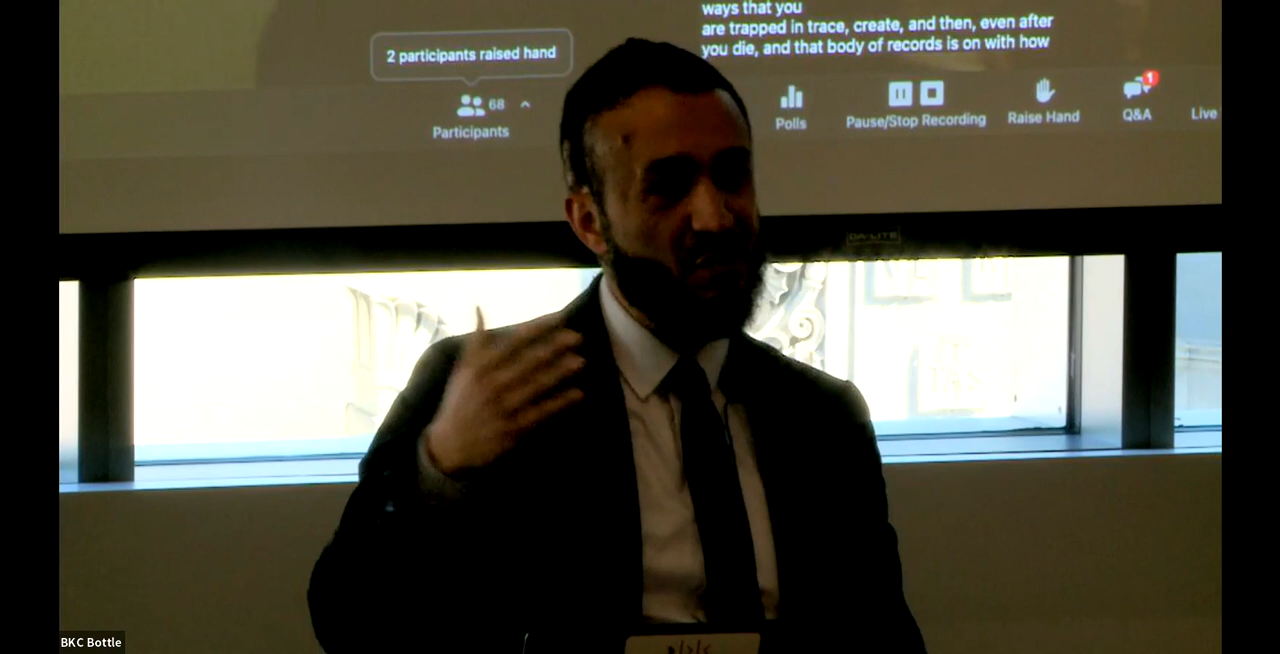 ways that you
are trapped in trace, create, and then, even after
you die, and that body of records is on with how
2 participants raised hand
68
Participants
Polls
Pause/Stop Recording
Raise Hand
1
Q&A
Live
DA-LITE
BKC Bottle